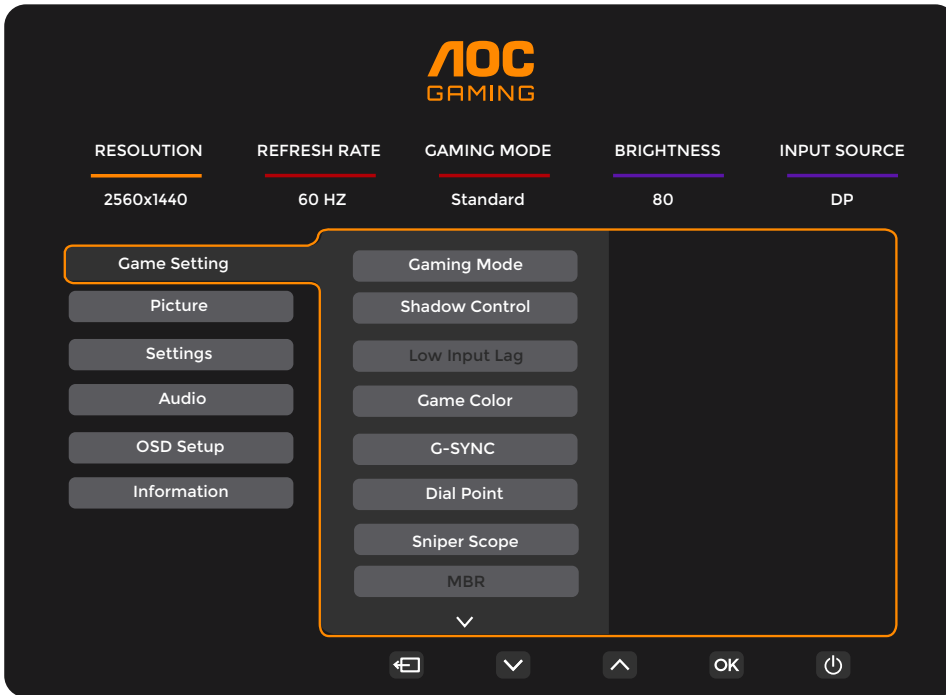 AOC
GAMING
RESOLUTION REFRESH RATE GAMING MODE BRIGHTNESS INPUT SOURCE
2560x1440 60 HZ Standard 80 DP
Game Setting
Picture
Settings
Audio
OSD Setup
Information
Gaming Mode
Shadow Control
Low Input Lag
Game Color
G-SYNC
Dial Point
Sniper Scope
MBR
OK